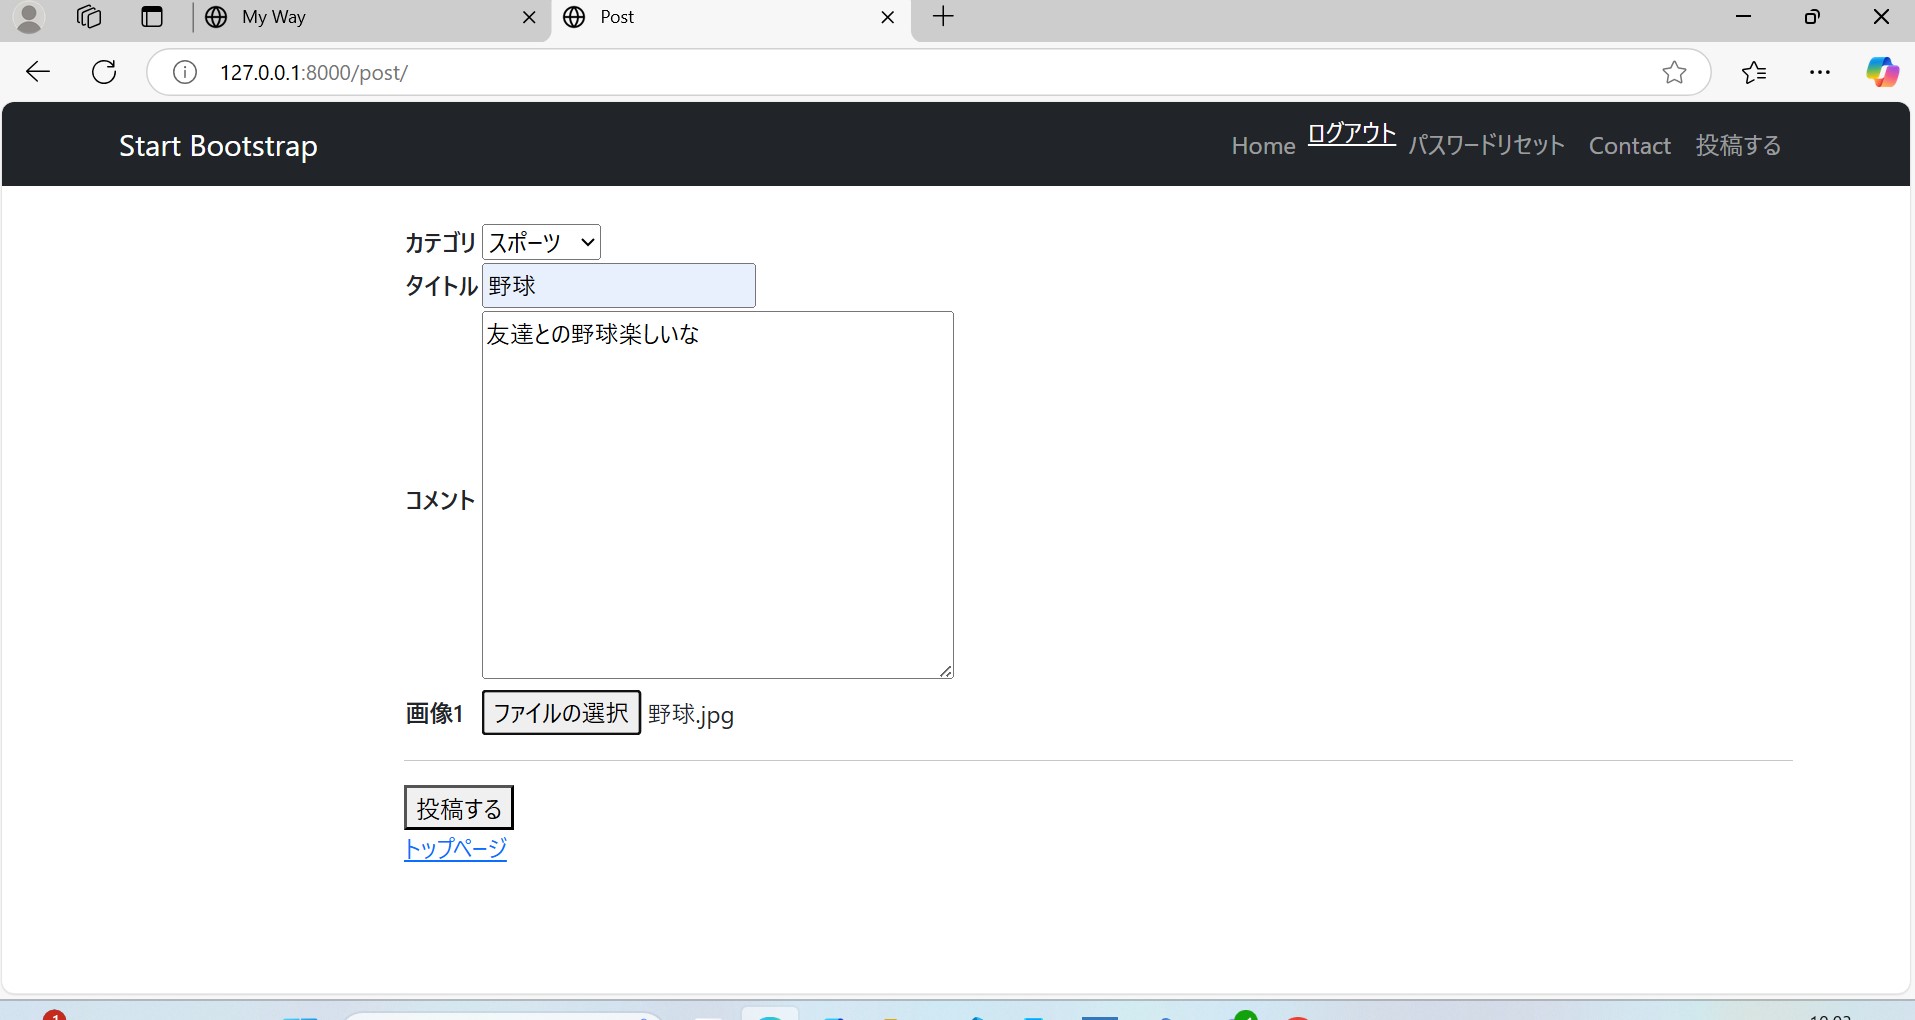 My Way
Post
127.0.0.1:8000/post/
Start Bootstrap
Home ログアウト パスワードリセット Contact 投稿する
カテゴリ スポーツ
タイトル 野球
友達との野球楽しいな
コメント
画像1 ファイルの選択 野球.jpg
投稿する
トップページ